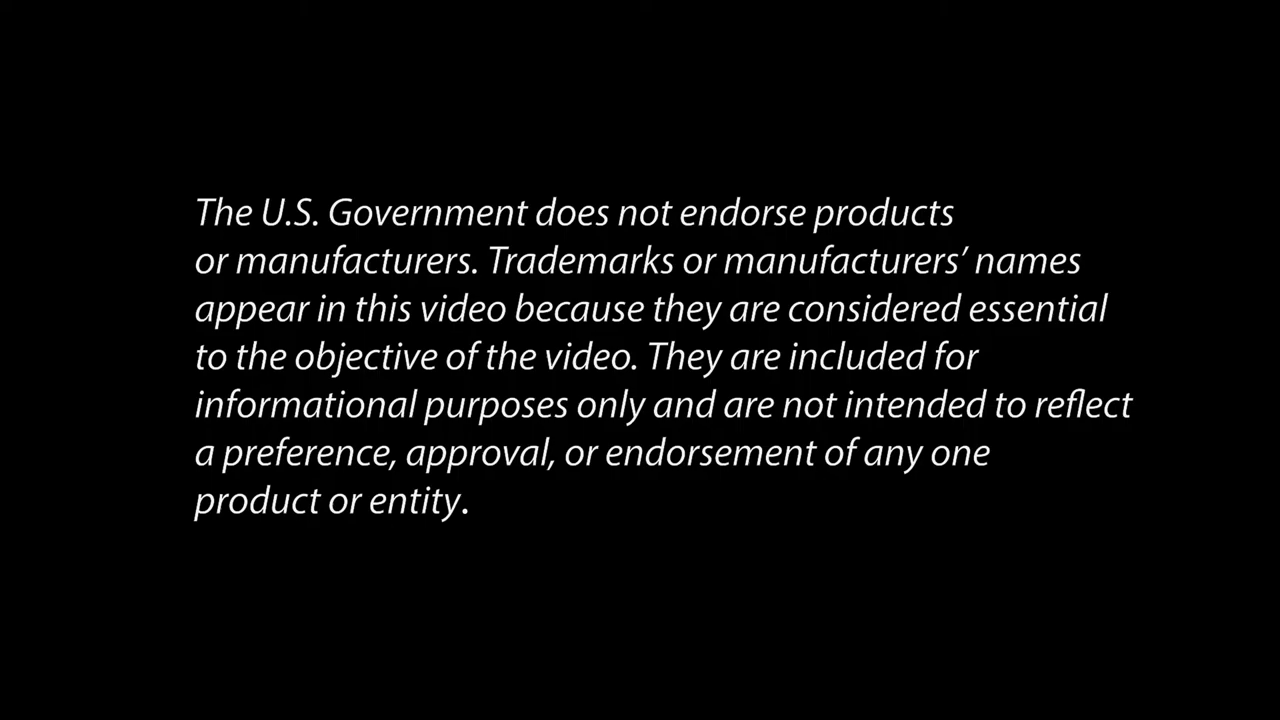 The U.S. Government does not endorse products
or manufacturers. Trademarks or manufacturers’ names
appear in this video because they are considered essential
to the objective of the video. They are included for
informational purposes only and are not intended to reflect
a preference, approval, or endorsement of any one
product or entity.